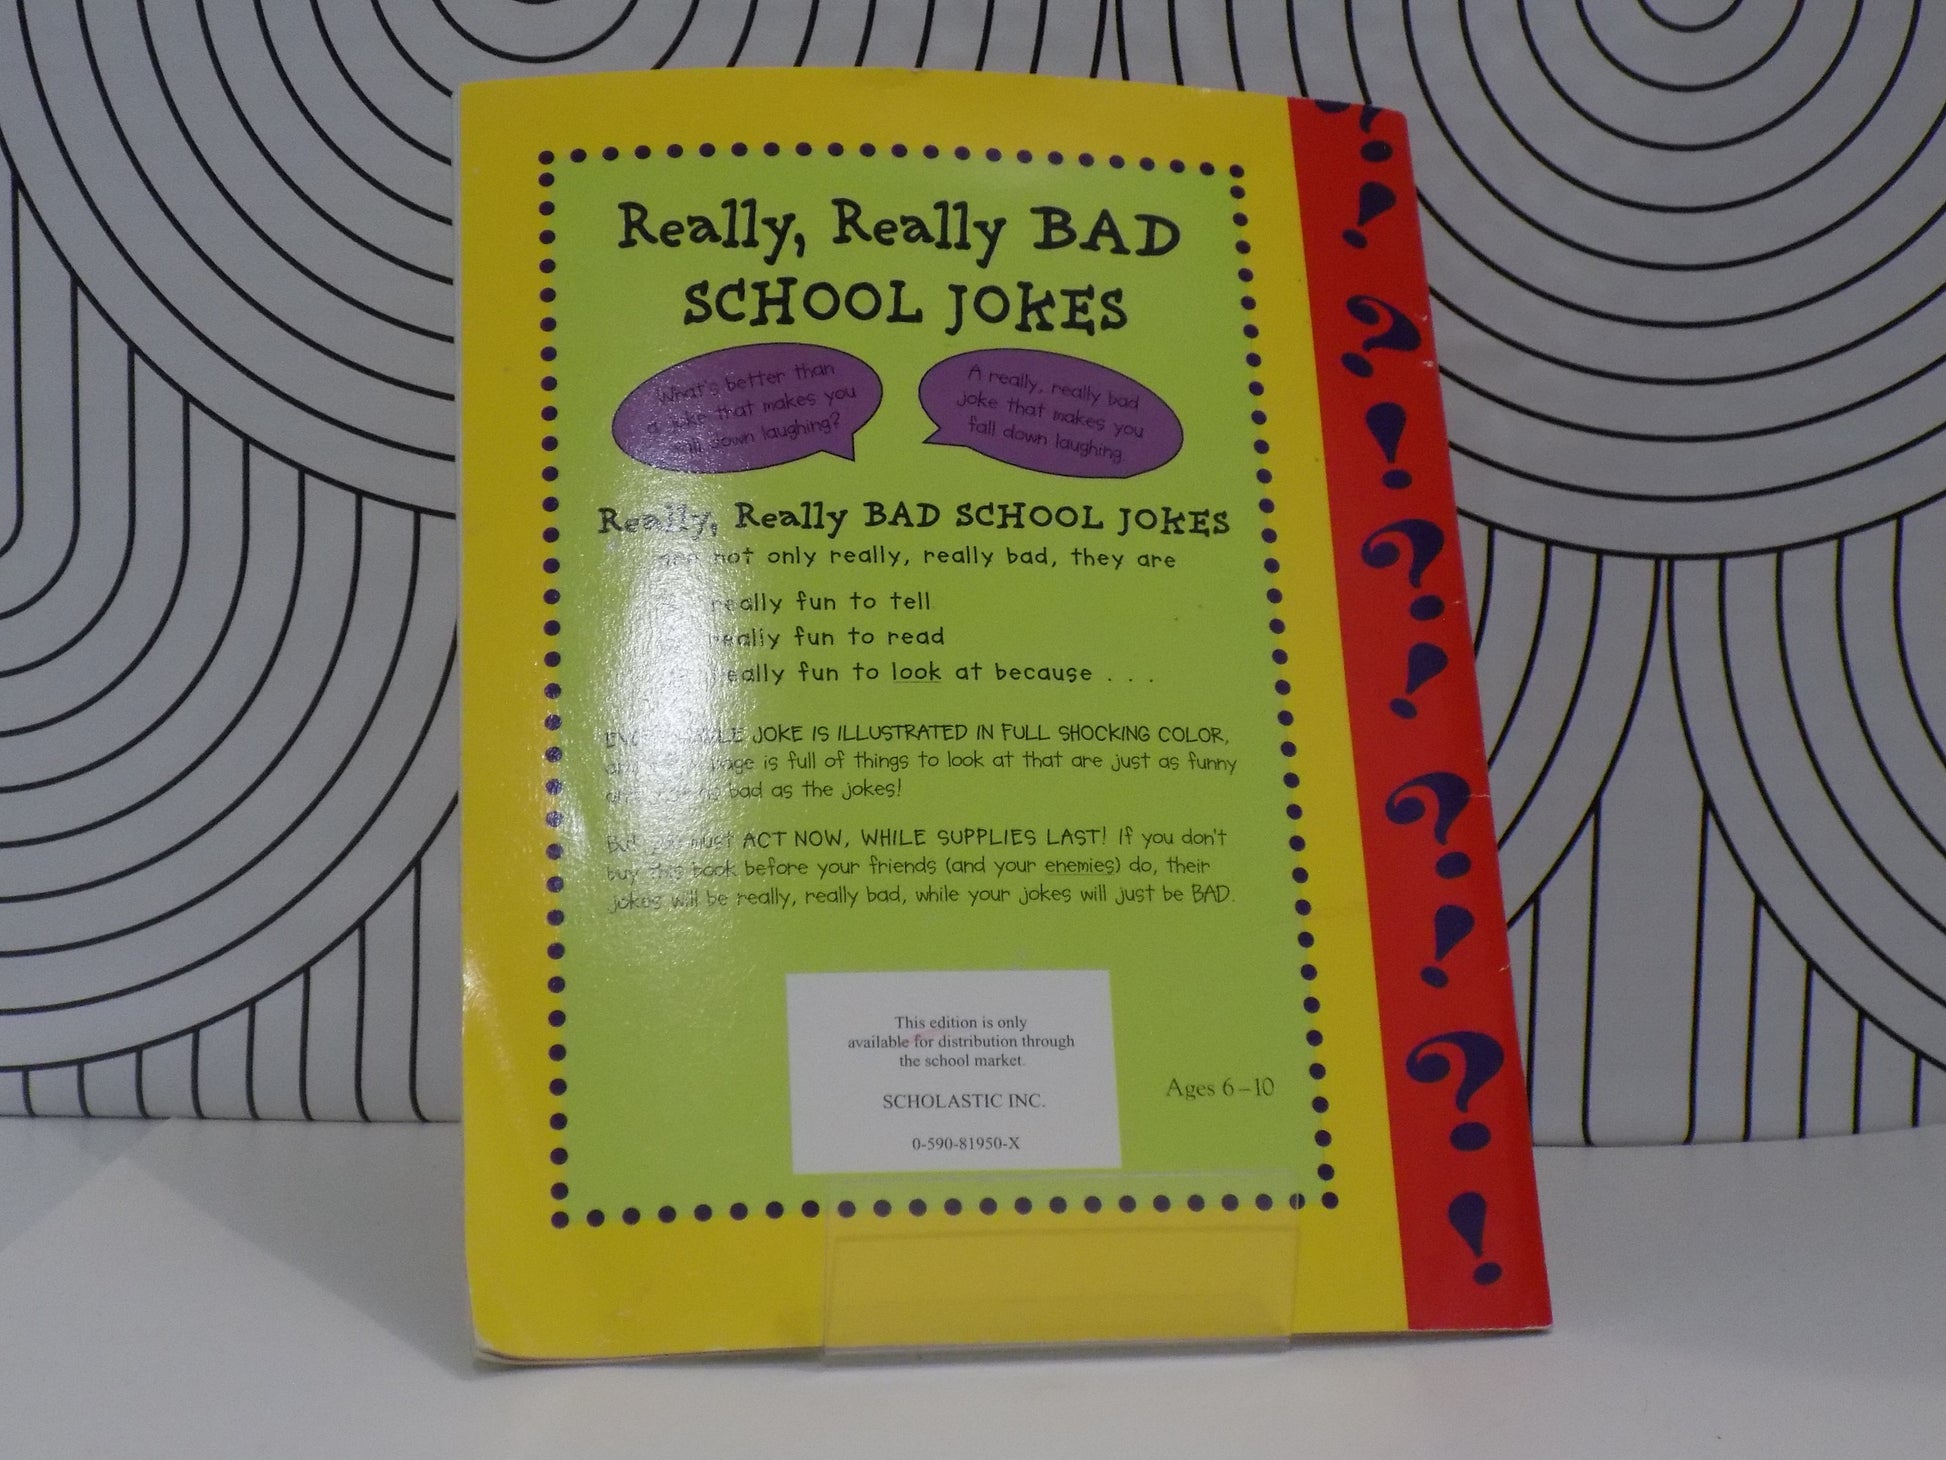 Really, Really BAD
SCHOOL JOKES
What's better than
a joke that makes you
fall down laughing?
A really, really bad
joke that makes you
fall down laughing.
Really, Really BAD SCHOOL JOKES
are not only really, really bad, they are
really fun to tell
really fun to read
really fun to look at because . . .
JOKE IS ILLUSTRATED IN FULL SHOCKING COLOR,
page is full of things to look at that are just as funny
bad as the jokes!
But you must ACT NOW, WHILE SUPPLIES LAST! If you don't
buy this book before your friends (and your enemies) do, their
jokes will be really, really bad, while your jokes will just be BAD.
This edition is only
available for distribution through
the school market.
SCHOLASTIC INC.
0-590-81950-X
Ages 6–10